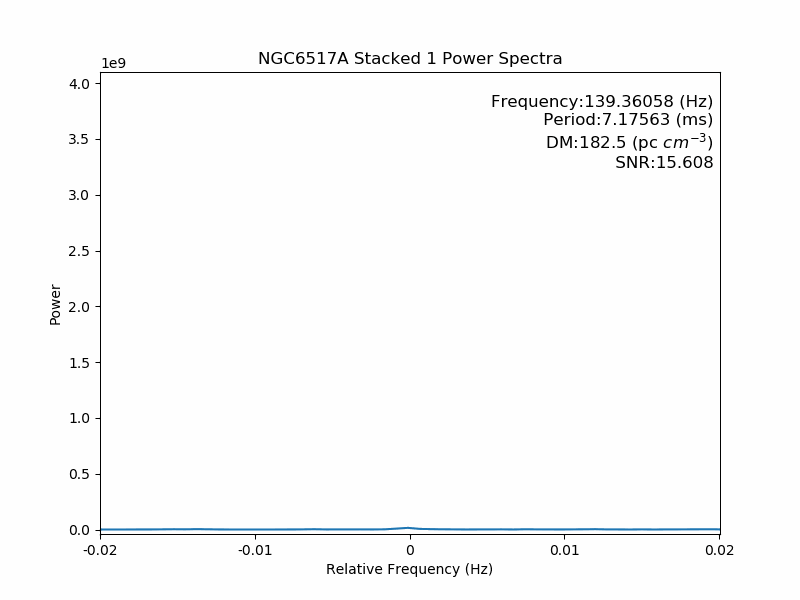 NGC6517A Stacked 1 Power Spectra
1e9
Frequency:139.36058 (Hz)
Period:7.17563 (ms)
DM:182.5 (pc cm⁻³)
SNR:15.608
4.0
3.5
3.0
2.5
2.0
1.5
1.0
0.5
0.0
Power
-0.02 -0.01 0 0.01 0.02
Relative Frequency (Hz)